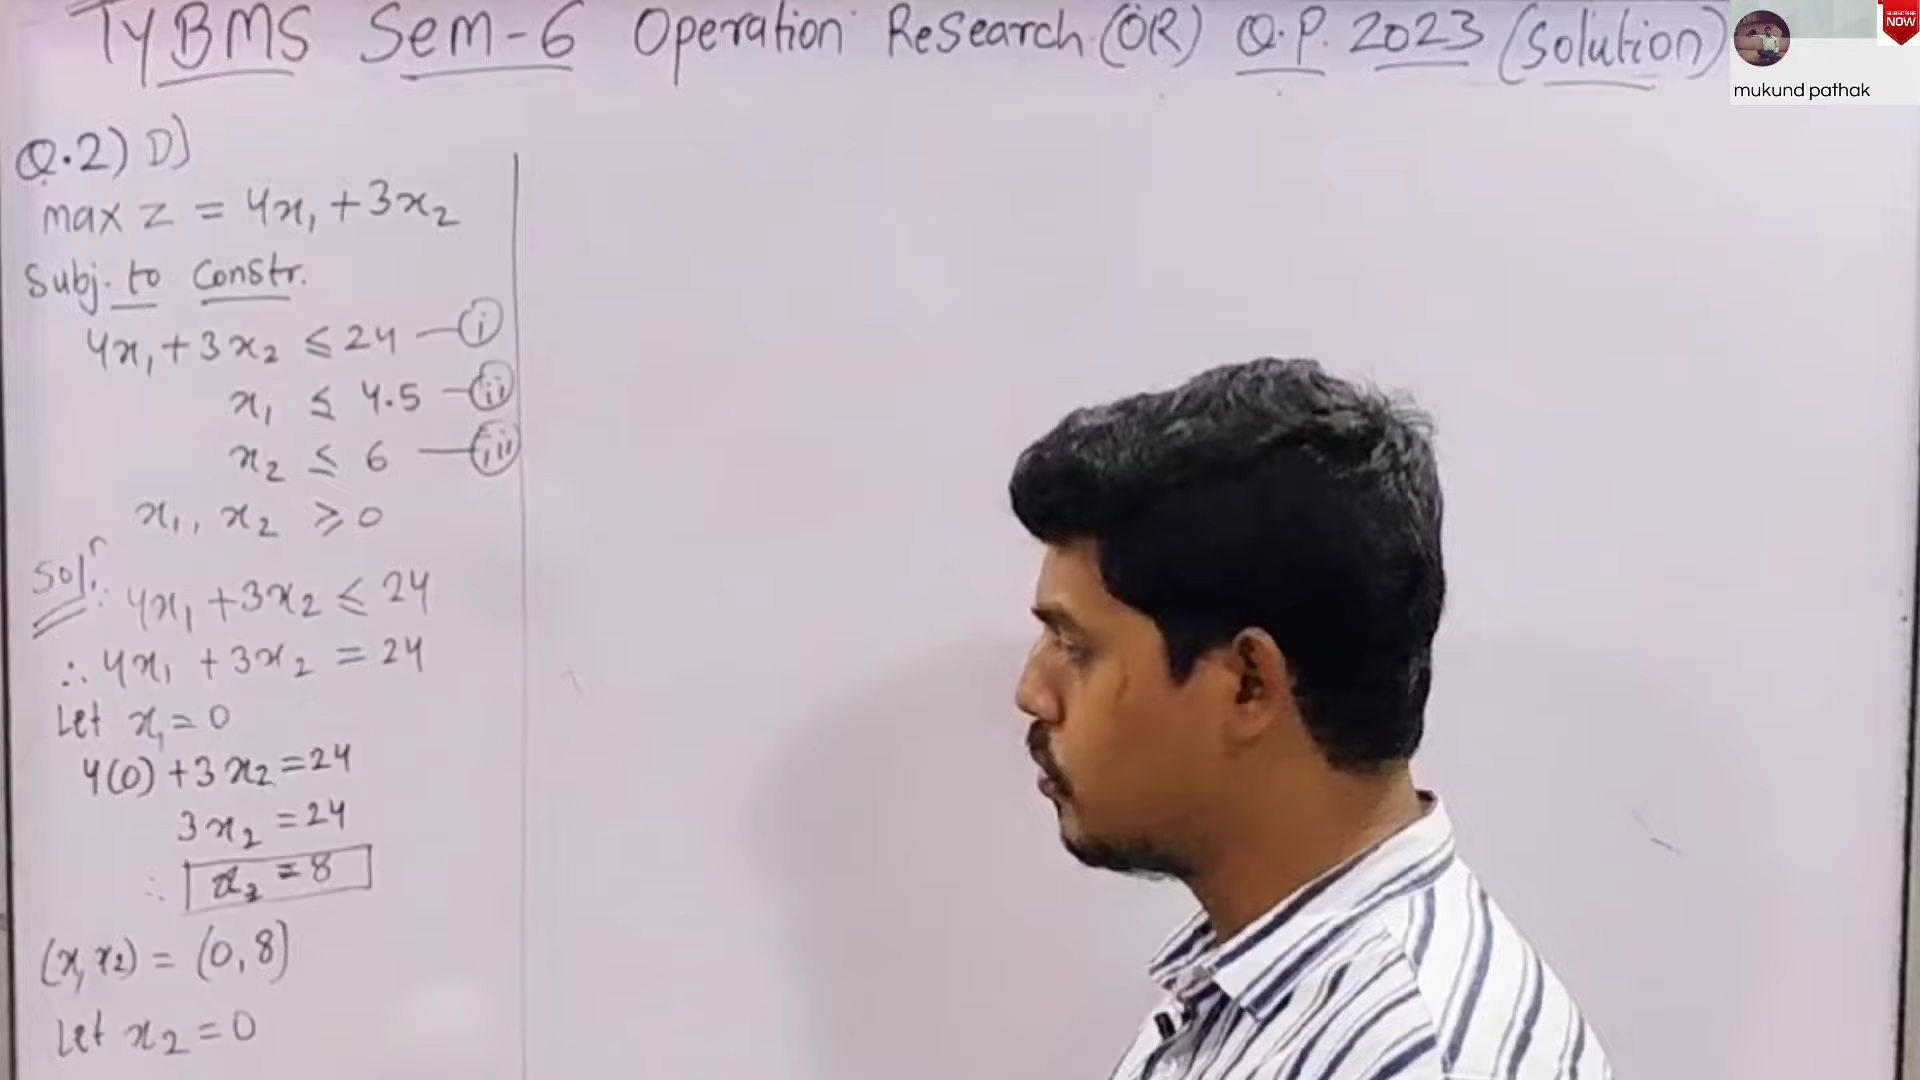 TyBMS Sem-6 Operation Research (OR) Q.P. 2023 (Solution)
SUBSCRIBE
NOW
mukund pathak
Q.2) D)
max z = 4x₁ + 3x₂
Subj. to Constr.
4x₁ + 3x₂ ≤ 24 — (i)
x₁ ≤ 4.5 — (ii)
x₂ ≤ 6 — (iii)
x₁, x₂ ≥ 0
Solⁿ: 4x₁ + 3x₂ ≤ 24
∴ 4x₁ + 3x₂ = 24
Let x₁ = 0
4(0) + 3x₂ = 24
3x₂ = 24
∴ x₂ = 8
(x₁, x₂) = (0, 8)
Let x₂ = 0